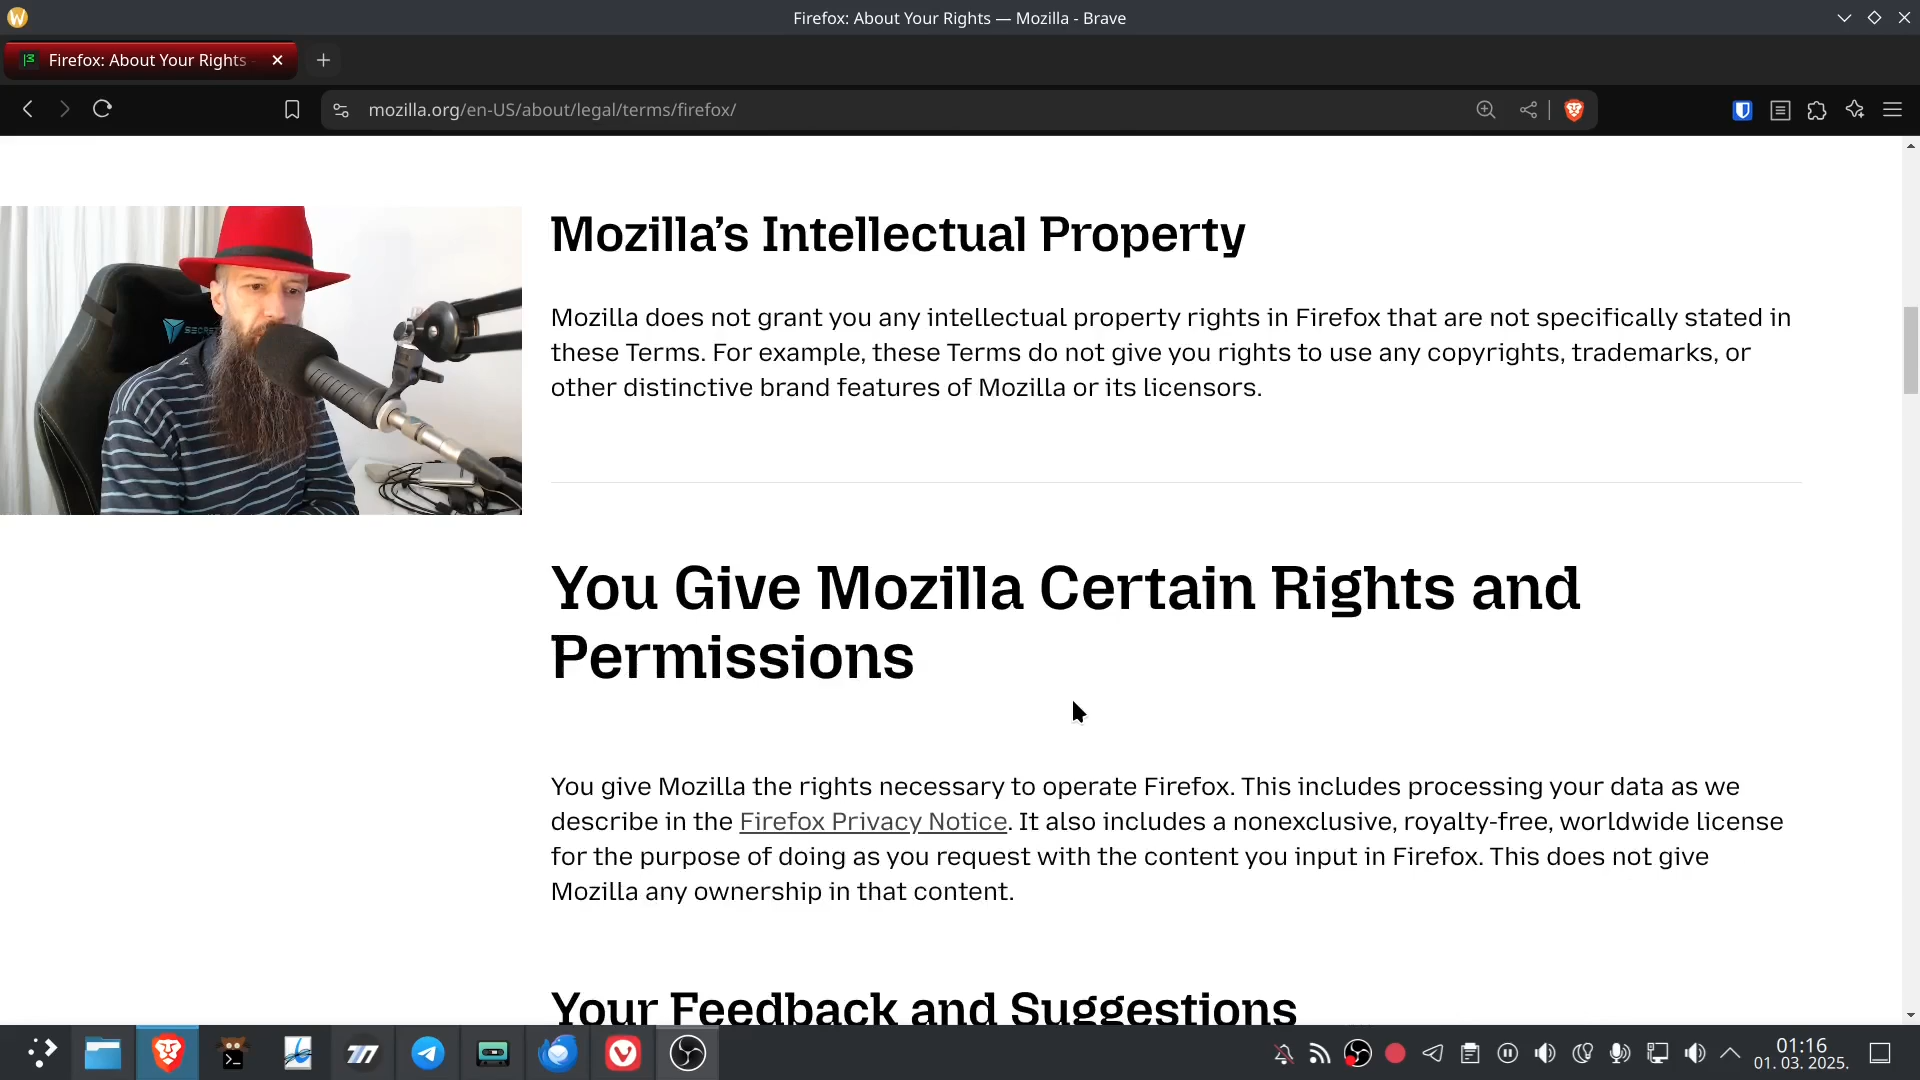 Firefox: About Your Rights — Mozilla - Brave
Firefox: About Your Rights
mozilla.org/en-US/about/legal/terms/firefox/
Mozilla’s Intellectual Property
Mozilla does not grant you any intellectual property rights in Firefox that are not specifically stated in
these Terms. For example, these Terms do not give you rights to use any copyrights, trademarks, or
other distinctive brand features of Mozilla or its licensors.
You Give Mozilla Certain Rights and
Permissions
You give Mozilla the rights necessary to operate Firefox. This includes processing your data as we
describe in the Firefox Privacy Notice. It also includes a nonexclusive, royalty-free, worldwide license
for the purpose of doing as you request with the content you input in Firefox. This does not give
Mozilla any ownership in that content.
Your Feedback and Suggestions
01:16
01. 03. 2025.